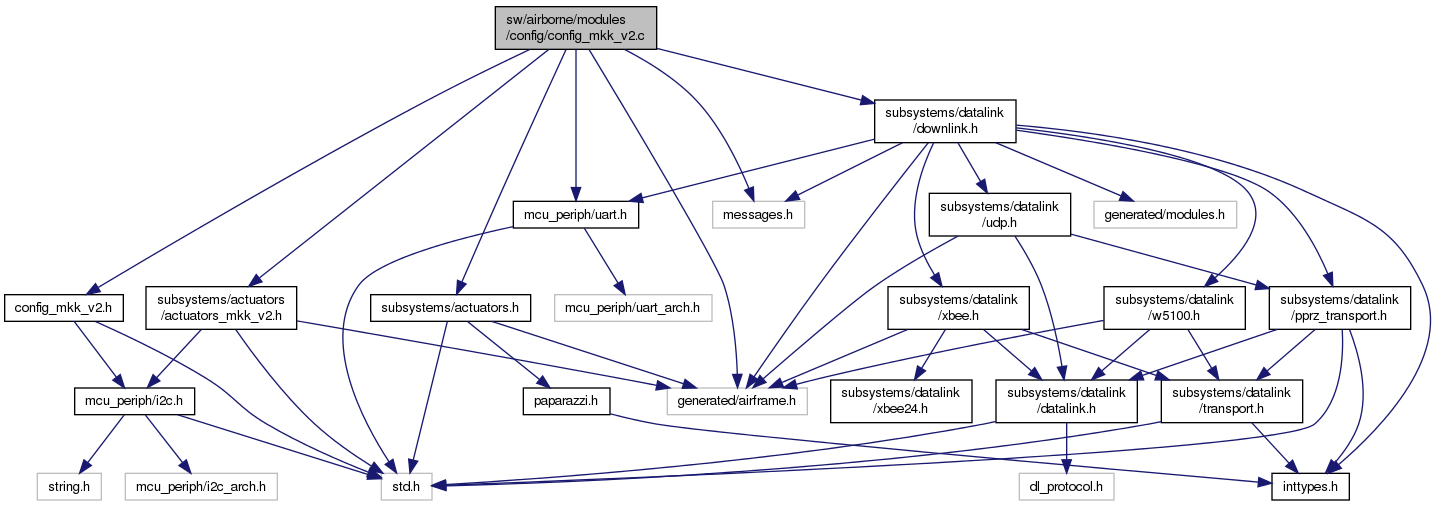 sw/airborne/modules
/config/config_mkk_v2.c
subsystems/datalink
/downlink.h
mcu_periph/uart.h
messages.h
subsystems/datalink
/udp.h
generated/modules.h
config_mkk_v2.h
subsystems/actuators
/actuators_mkk_v2.h
subsystems/actuators.h
mcu_periph/uart_arch.h
subsystems/datalink
/xbee.h
subsystems/datalink
/w5100.h
subsystems/datalink
/pprz_transport.h
mcu_periph/i2c.h
paparazzi.h
generated/airframe.h
subsystems/datalink
/xbee24.h
subsystems/datalink
/datalink.h
subsystems/datalink
/transport.h
string.h
mcu_periph/i2c_arch.h
std.h
dl_protocol.h
inttypes.h